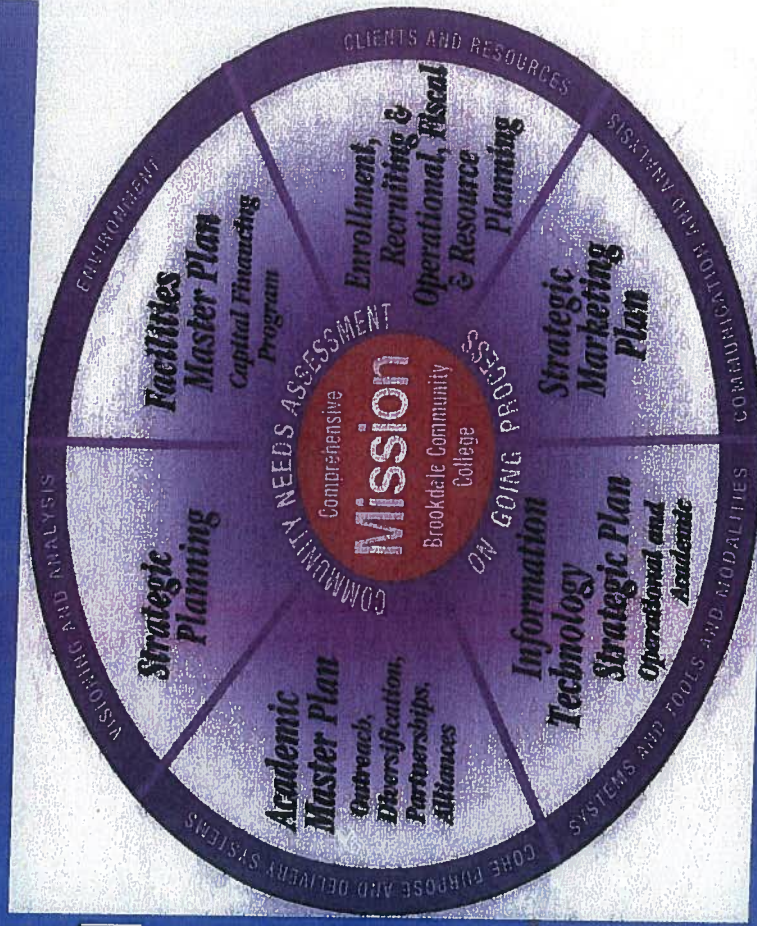 COMMUNITY NEEDS ASSESSMENT
Comprehensive
Mission
Brookdale Community
College
ON GOING PROCESS
VISIONING AND ANALYSIS
Strategic
Planning
ENVIRONMENT
Facilities
Master Plan
Capital Financing
Program
CLIENTS AND RESOURCES
Enrollment,
Recruiting &
Operational, Fiscal
& Resource
Planning
COMMUNICATION AND ANALYSIS
Strategic
Marketing
Plan
SYSTEMS AND TOOLS AND MODALITIES
Information
Technology
Strategic Plan
Operational and
Academic
CORE PURPOSE AND DELIVERY SYSTEMS
Academic
Master Plan
Outreach,
Diversification,
Partnerships,
Alliances